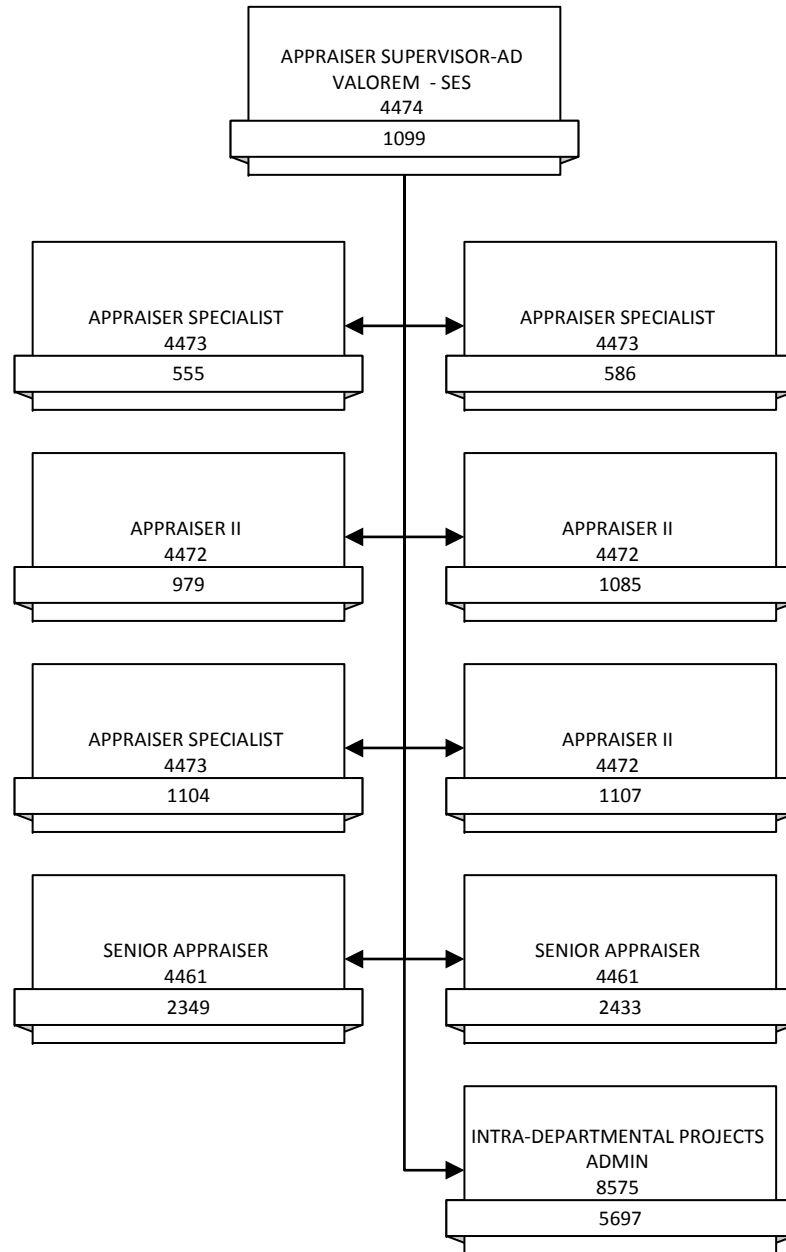 APPRAISER SUPERVISOR-AD
VALOREM - SES
4474
1099
APPRAISER SPECIALIST
4473
555
APPRAISER SPECIALIST
4473
586
APPRAISER II
4472
979
APPRAISER II
4472
1085
APPRAISER SPECIALIST
4473
1104
APPRAISER II
4472
1107
SENIOR APPRAISER
4461
2349
SENIOR APPRAISER
4461
2433
INTRA-DEPARTMENTAL PROJECTS
ADMIN
8575
5697